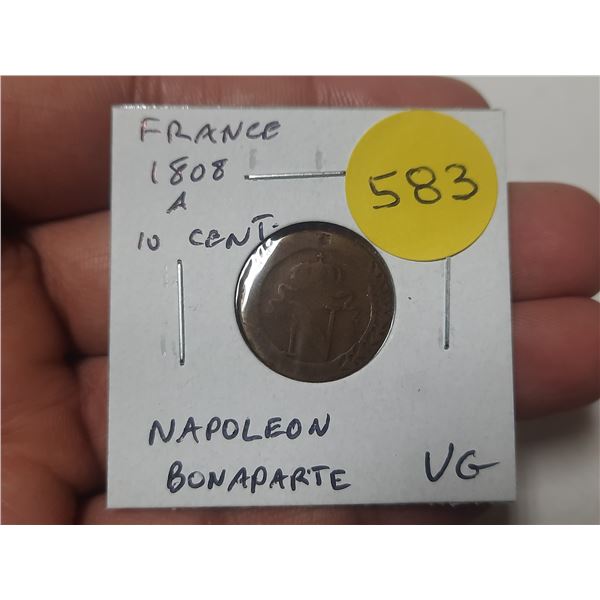 FRANCE
1808
A
10 CENT.
583
N
NAPOLEON
BONAPARTE
VG